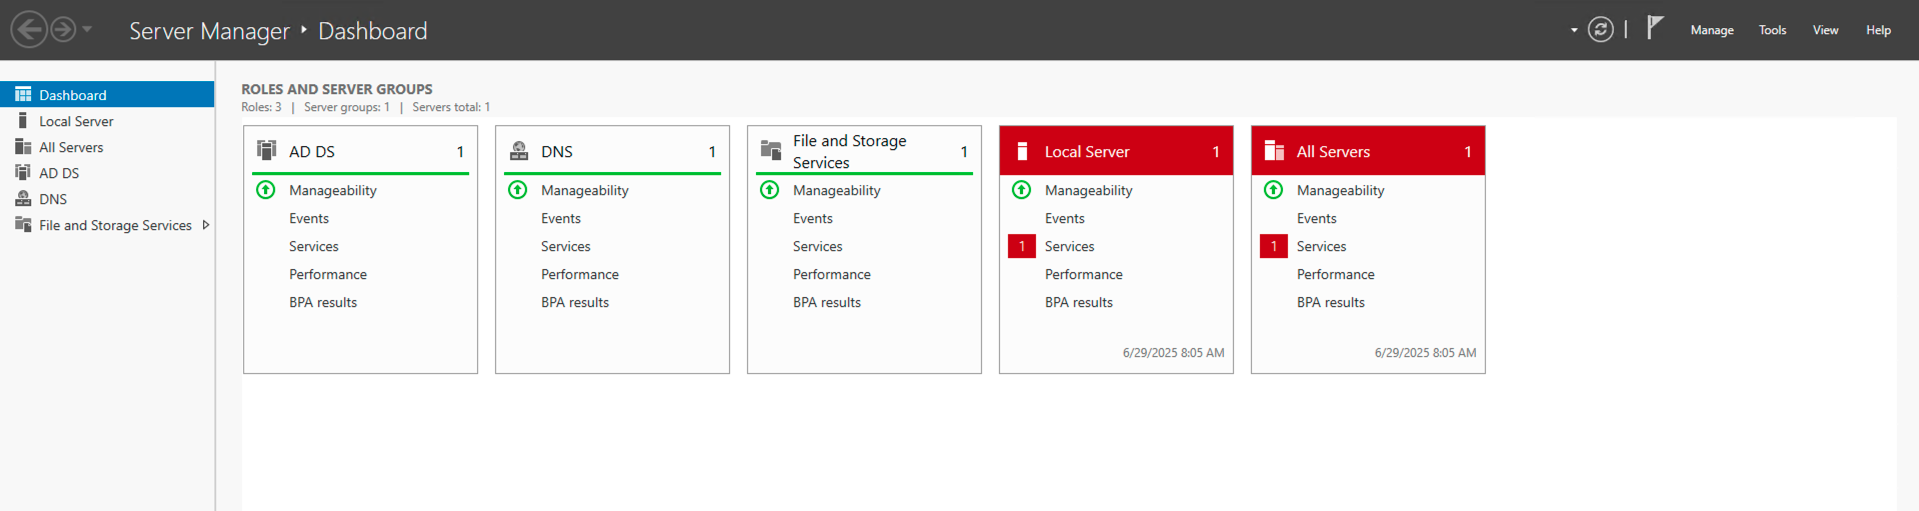 Server Manager ‣ Dashboard
Manage Tools View Help
Dashboard
Local Server
All Servers
AD DS
DNS
File and Storage Services
ROLES AND SERVER GROUPS
Roles: 3 | Server groups: 1 | Servers total: 1
AD DS 1
Manageability
Events
Services
Performance
BPA results
DNS 1
Manageability
Events
Services
Performance
BPA results
File and Storage
Services 1
Manageability
Events
Services
Performance
BPA results
Local Server 1
Manageability
Events
1 Services
Performance
BPA results
6/29/2025 8:05 AM
All Servers 1
Manageability
Events
1 Services
Performance
BPA results
6/29/2025 8:05 AM